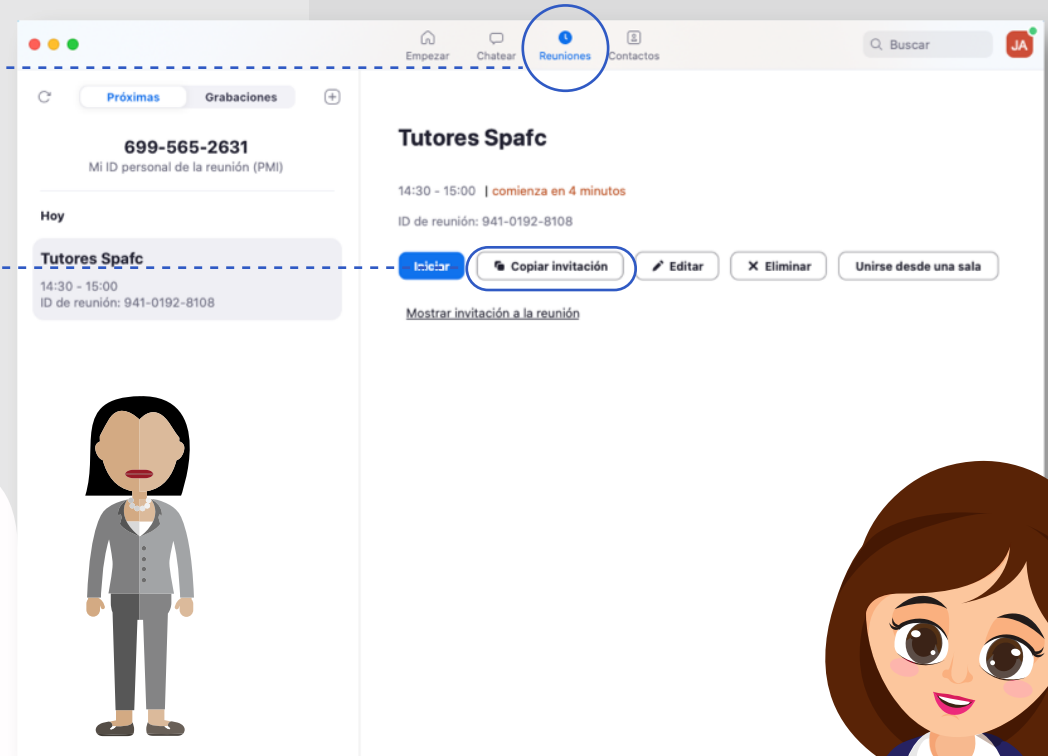 Empezar
Chatear
Reuniones
Contactos
Buscar
JA
Próximas
Grabaciones
699-565-2631
Mi ID personal de la reunión (PMI)
Hoy
Tutores Spafc
14:30 - 15:00
ID de reunión: 941-0192-8108
Tutores Spafc
14:30 - 15:00 | comienza en 4 minutos
ID de reunión: 941-0192-8108
Iniciar
Copiar invitación
Editar
Eliminar
Unirse desde una sala
Mostrar invitación a la reunión